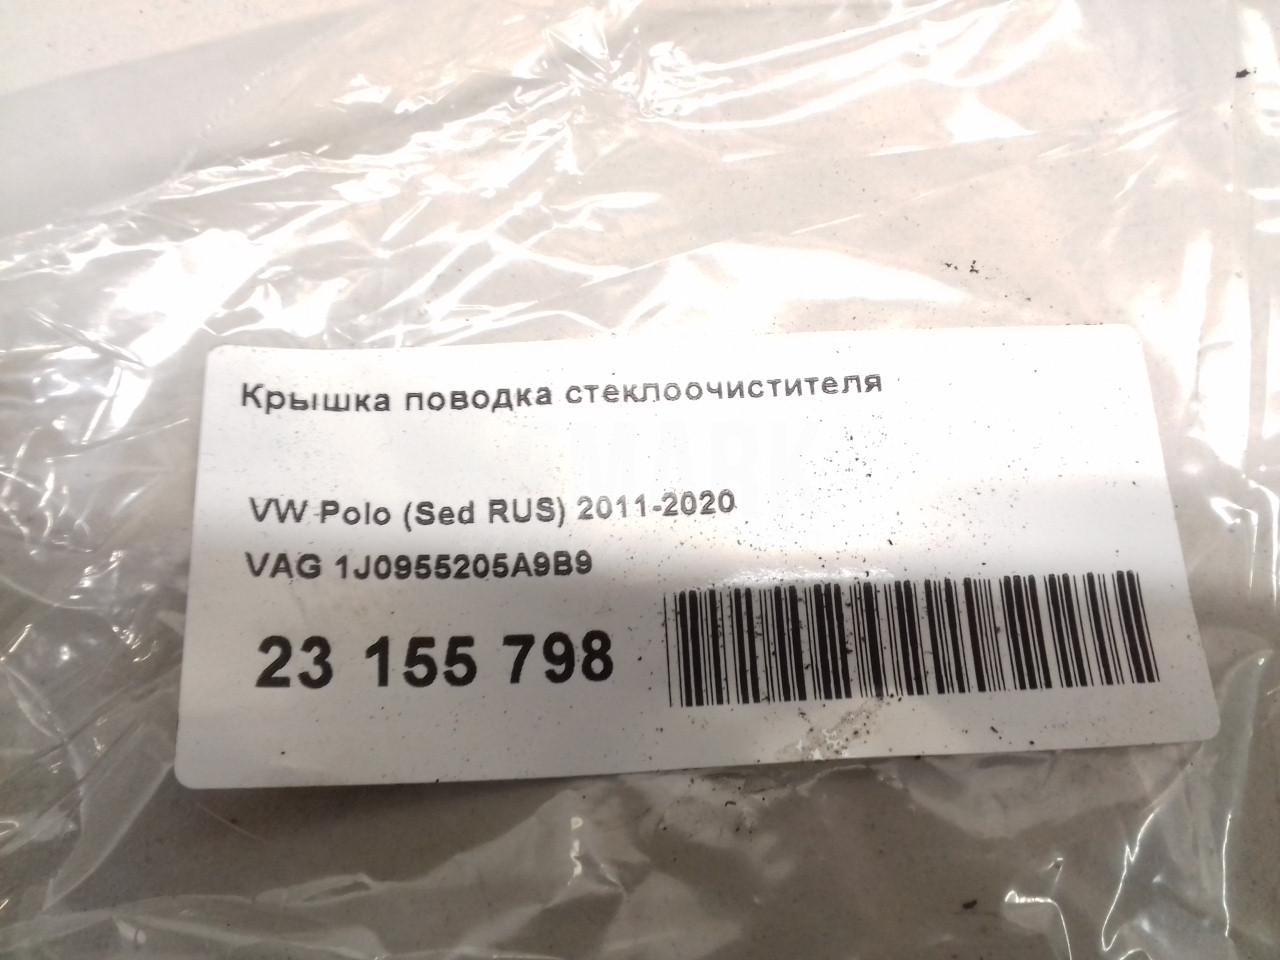 Крышка поводка стеклоочистителя
VW Polo (Sed RUS) 2011-2020
VAG 1J0955205A9B9
23 155 798